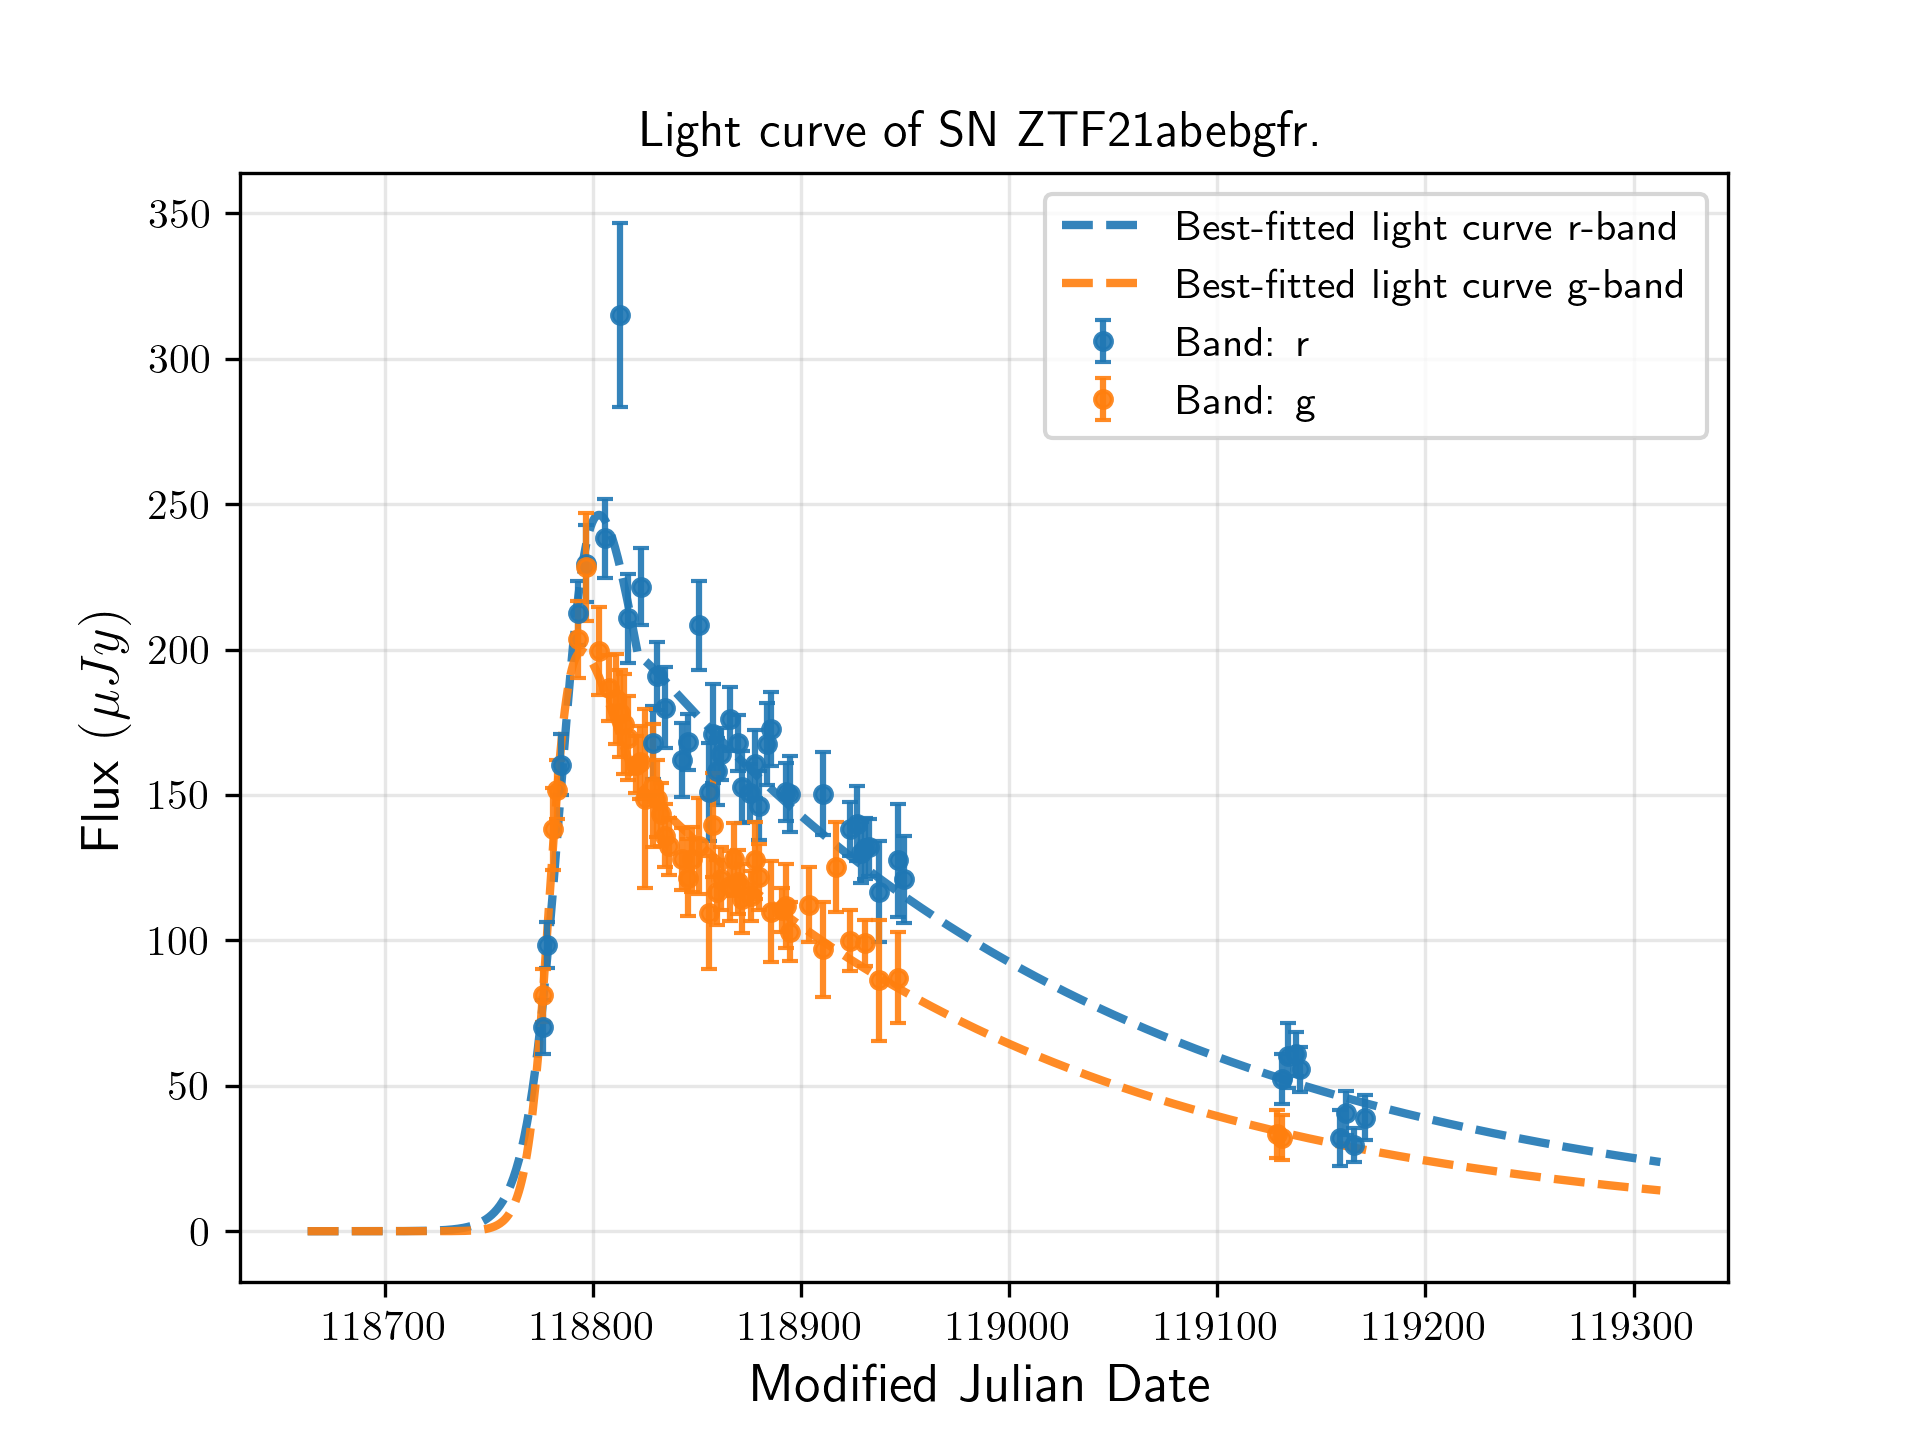 Light curve of SN ZTF21abebgfr.
350
300
250
200
150
100
50
0
Flux (μJy)
Best-fitted light curve r-band
Best-fitted light curve g-band
Band: r
Band: g
118700 118800 118900 119000 119100 119200 119300
Modified Julian Date